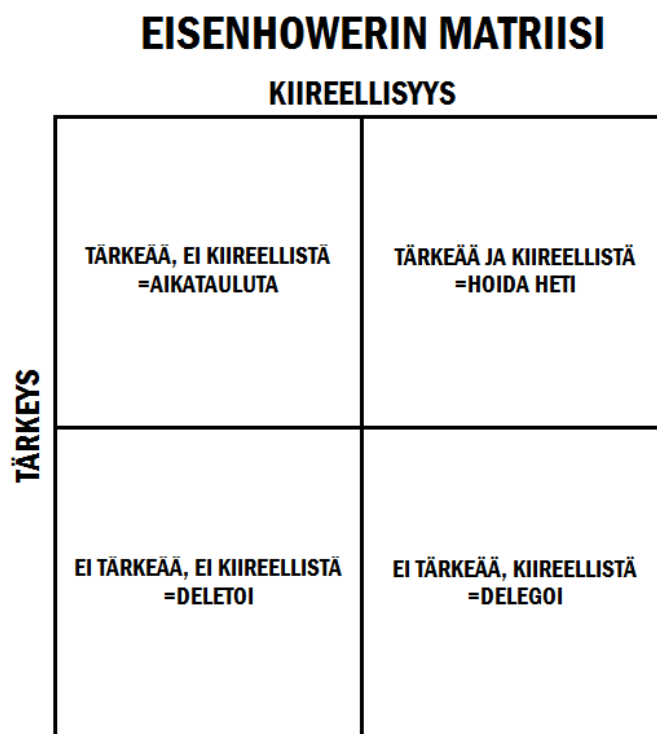 EISENHOWERIN MATRIISI
KIIREELLISYYS
TÄRKEYS
TÄRKEÄÄ, EI KIIREELLISTÄ
=AIKATAULUTA
TÄRKEÄÄ JA KIIREELLISTÄ
=HOIDA HETI
EI TÄRKEÄÄ, EI KIIREELLISTÄ
=DELETOI
EI TÄRKEÄÄ, KIIREELLISTÄ
=DELEGOI